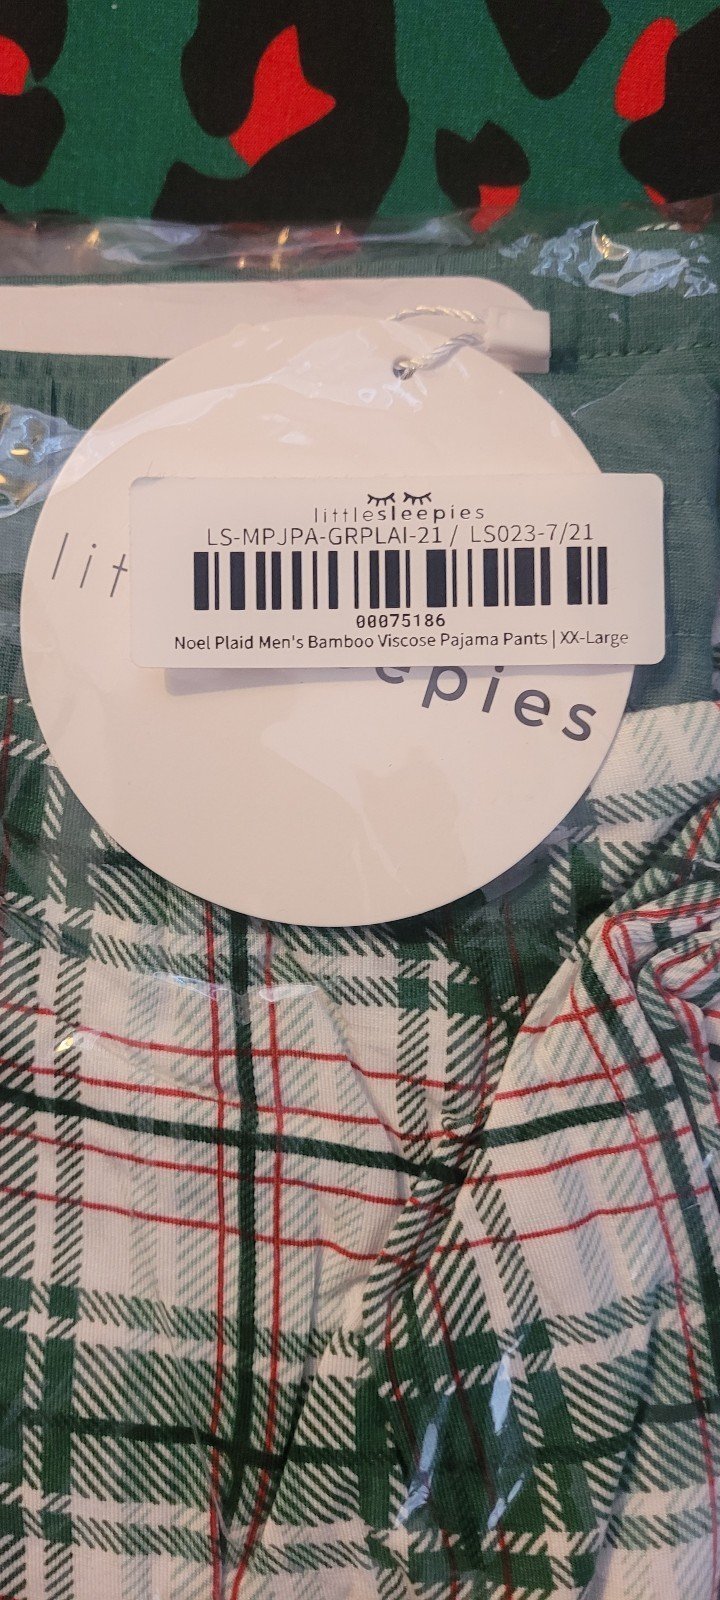 littlesleepies
LS-MPJPA-GRPLAI-21 / LS023-7/21
00075186
Noel Plaid Men's Bamboo Viscose Pajama Pants | XX-Large
lit
epies